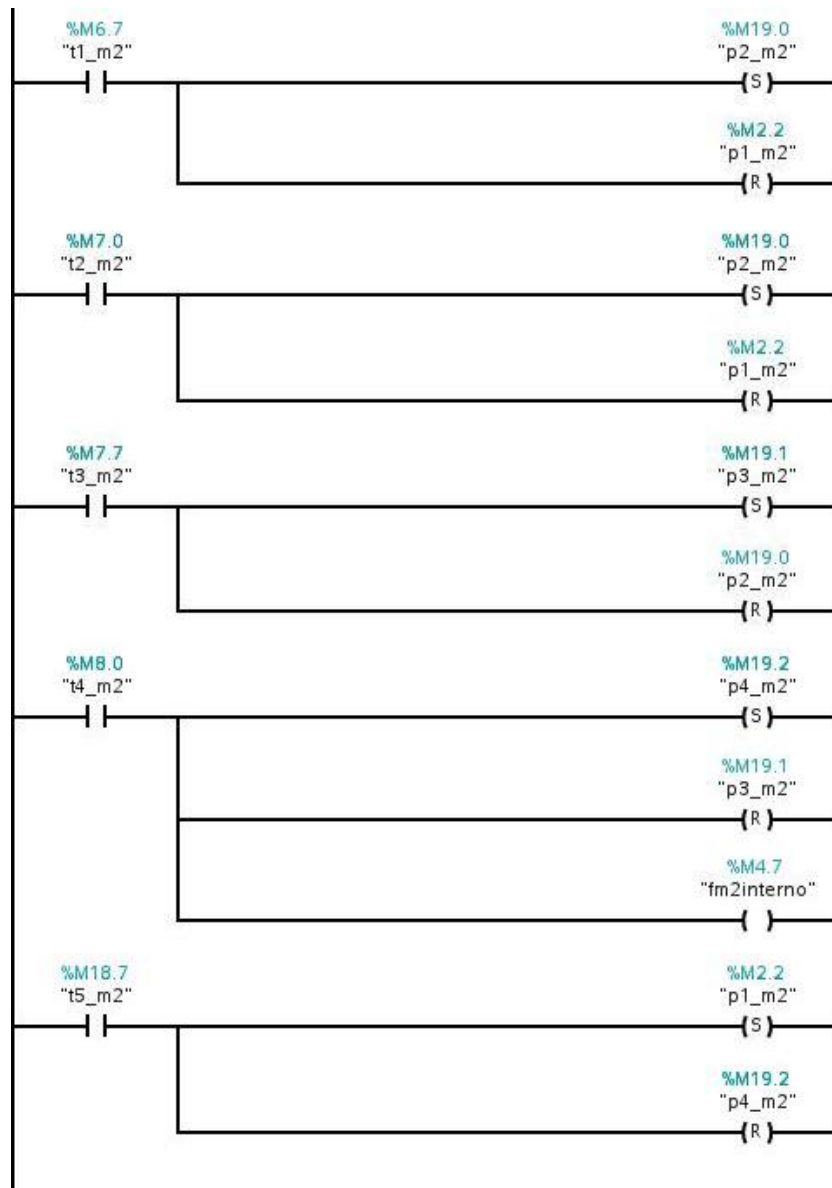 %M6.7
"t1_m2"
%M19.0
"p2_m2"
S
%M2.2
"p1_m2"
R
%M7.0
"t2_m2"
%M19.0
"p2_m2"
S
%M2.2
"p1_m2"
R
%M7.7
"t3_m2"
%M19.1
"p3_m2"
S
%M19.0
"p2_m2"
R
%M8.0
"t4_m2"
%M19.2
"p4_m2"
S
%M19.1
"p3_m2"
R
%M4.7
"fm2interno"
%M18.7
"t5_m2"
%M2.2
"p1_m2"
S
%M19.2
"p4_m2"
R